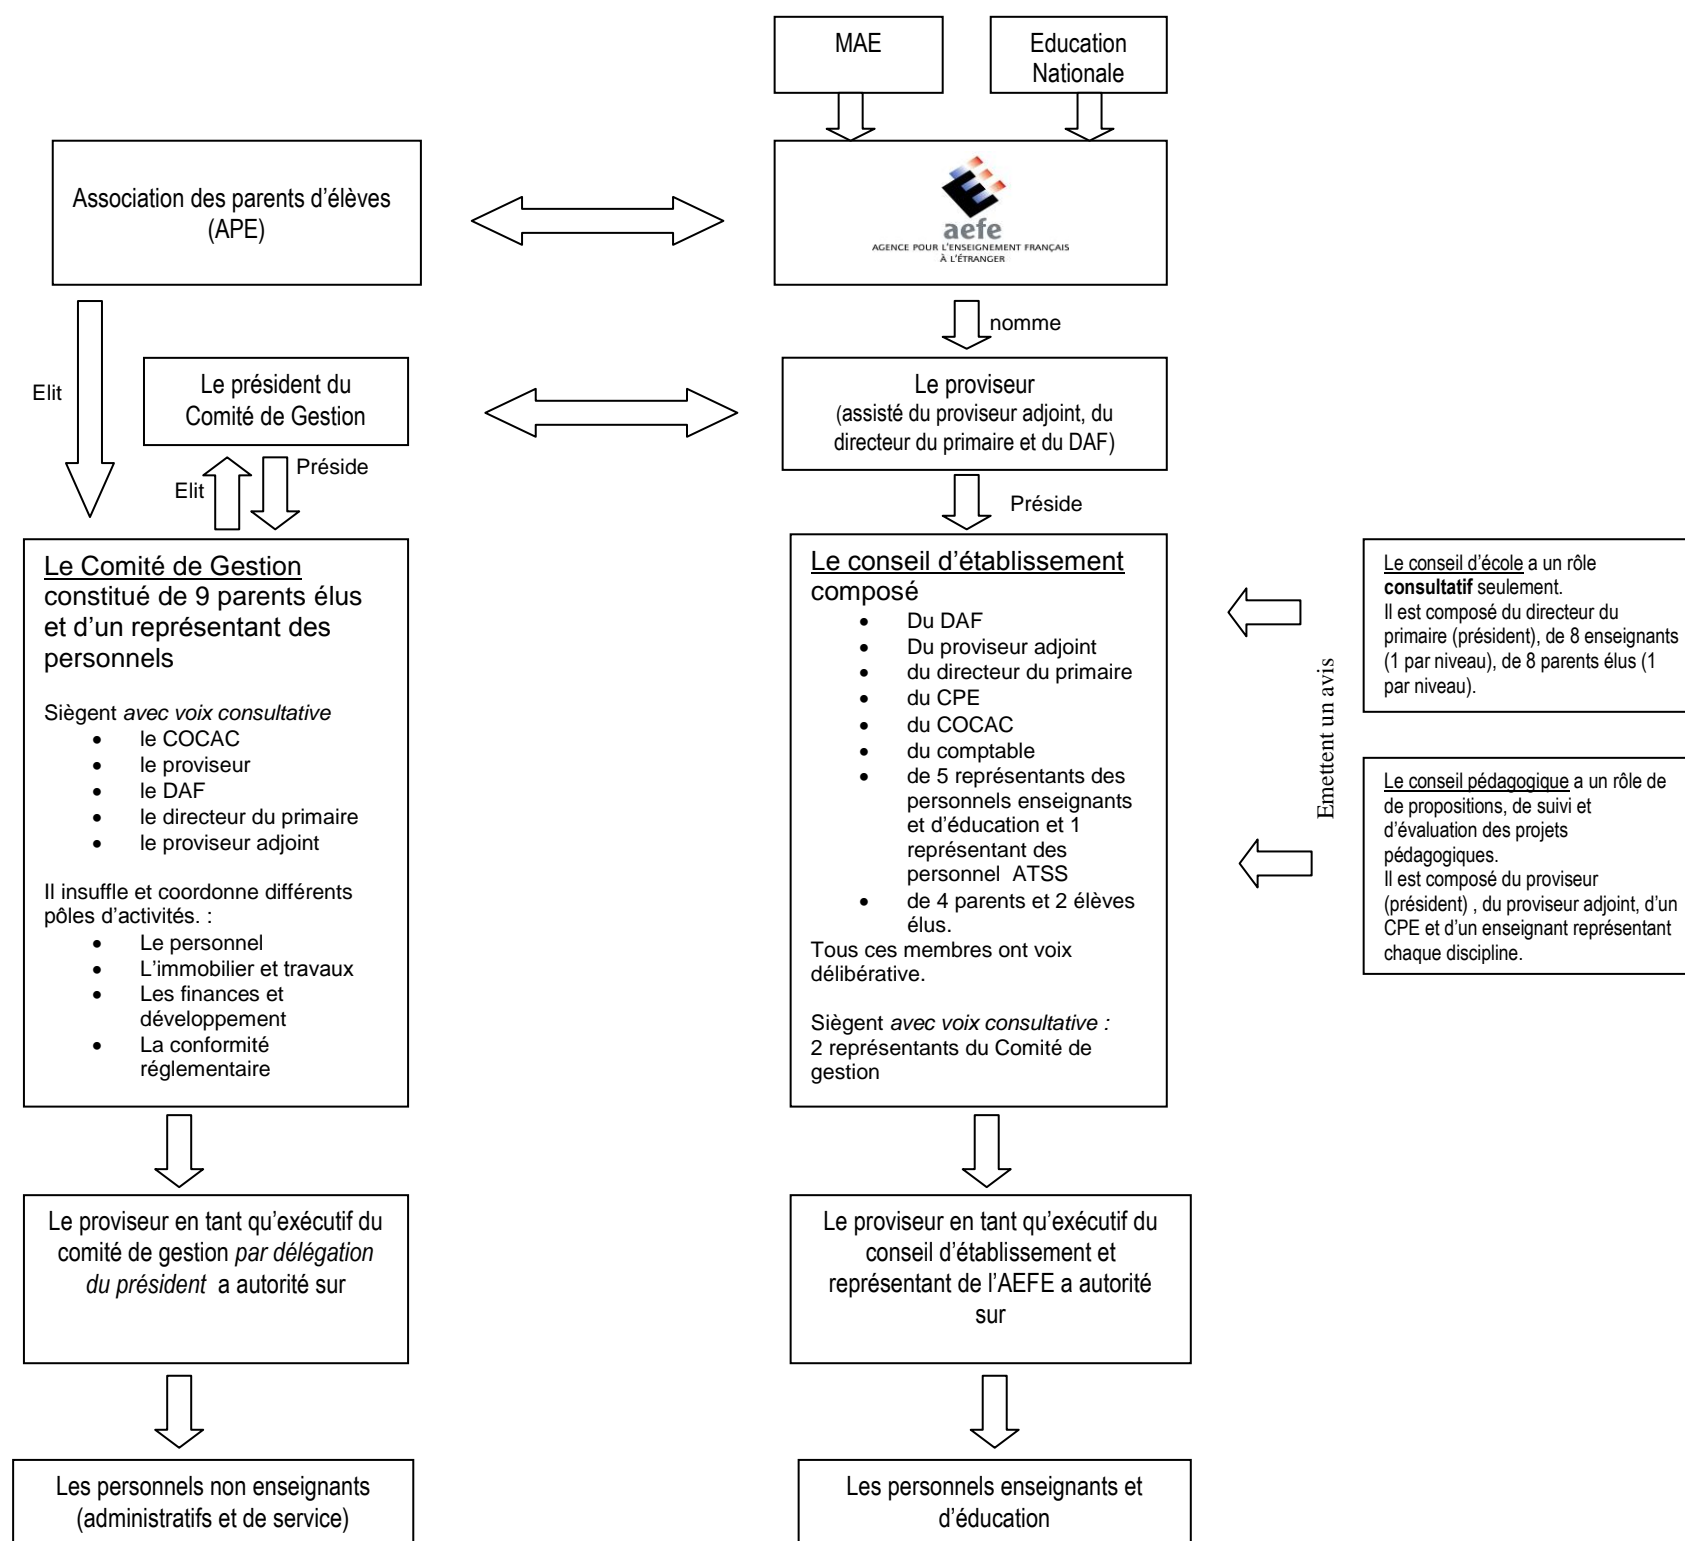 MAE
Education
Nationale
Association des parents d'élèves
(APE)
aefe
AGENCE POUR L'ENSEIGNEMENT FRANÇAIS
À L'ÉTRANGER
nomme
Elit
Le président du
Comité de Gestion
Le proviseur
(assisté du proviseur adjoint, du
directeur du primaire et du DAF)
Elit
Préside
Préside
Le Comité de Gestion
constitué de 9 parents élus
et d'un représentant des
personnels
Siègent avec voix consultative
• le COCAC
• le proviseur
• le DAF
• le directeur du primaire
• le proviseur adjoint
Il insuffle et coordonne différents
pôles d'activités. :
• Le personnel
• L'immobilier et travaux
• Les finances et
développement
• La conformité
réglementaire
Le conseil d'établissement
composé
• Du DAF
• Du proviseur adjoint
• du directeur du primaire
• du CPE
• du COCAC
• du comptable
• de 5 représentants des
personnels enseignants
et d'éducation et 1
représentant des
personnel ATSS
• de 4 parents et 2 élèves
élus.
Tous ces membres ont voix
délibérative.
Siègent avec voix consultative :
2 représentants du Comité de
gestion
Emettent un avis
Le conseil d'école a un rôle
consultatif seulement.
Il est composé du directeur du
primaire (président), de 8 enseignants
(1 par niveau), de 8 parents élus (1
par niveau).
Le conseil pédagogique a un rôle de
de propositions, de suivi et
d'évaluation des projets
pédagogiques.
Il est composé du proviseur
(président) , du proviseur adjoint, d'un
CPE et d'un enseignant représentant
chaque discipline.
Le proviseur en tant qu'exécutif du
comité de gestion par délégation
du président a autorité sur
Le proviseur en tant qu'exécutif du
conseil d'établissement et
représentant de l'AEFE a autorité
sur
Les personnels non enseignants
(administratifs et de service)
Les personnels enseignants et
d'éducation